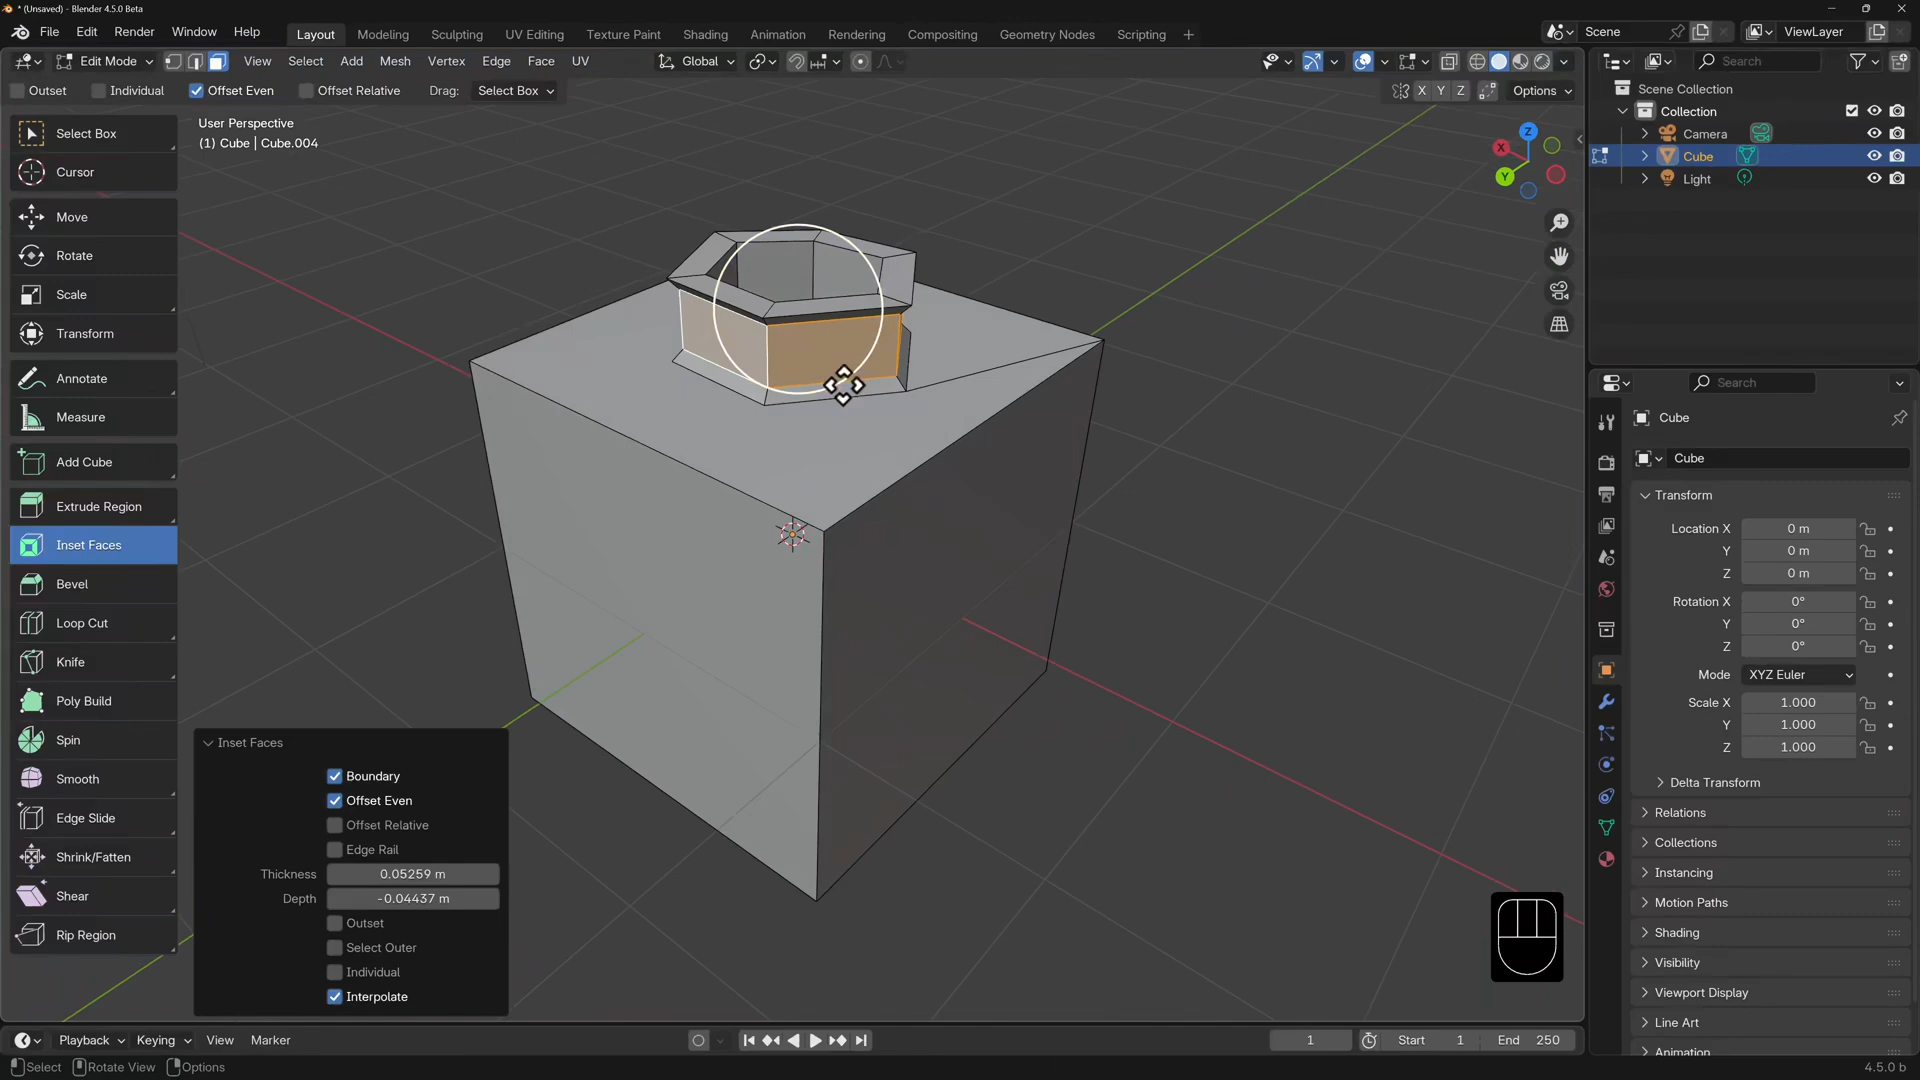 * (Unsaved) - Blender 4.5.0 Beta
File Edit Render Window Help Layout Modeling Sculpting UV Editing Texture Paint Shading Animation Rendering Compositing Geometry Nodes Scripting + Scene ViewLayer
Edit Mode View Select Add Mesh Vertex Edge Face UV Global Search
Outset Individual Offset Even Offset Relative Drag: Select Box X Y Z Options
Scene Collection
Collection
Camera
Cube
Light
User Perspective
(1) Cube | Cube.004
Z
X
Y
Select Box
Cursor
Move
Rotate
Scale
Transform
Annotate
Measure
Add Cube
Extrude Region
Inset Faces
Bevel
Loop Cut
Knife
Poly Build
Spin
Smooth
Edge Slide
Shrink/Fatten
Shear
Rip Region
Inset Faces
Boundary
Offset Even
Offset Relative
Edge Rail
Thickness 0.05259 m
Depth -0.04437 m
Outset
Select Outer
Individual
Interpolate
Search
Cube
Cube
Transform
Location X 0 m
Y 0 m
Z 0 m
Rotation X 0°
Y 0°
Z 0°
Mode XYZ Euler
Scale X 1.000
Y 1.000
Z 1.000
Delta Transform
Relations
Collections
Instancing
Motion Paths
Shading
Visibility
Viewport Display
Line Art
Animation
Playback Keying View Marker 1 Start 1 End 250
Select Rotate View Options 4.5.0 b